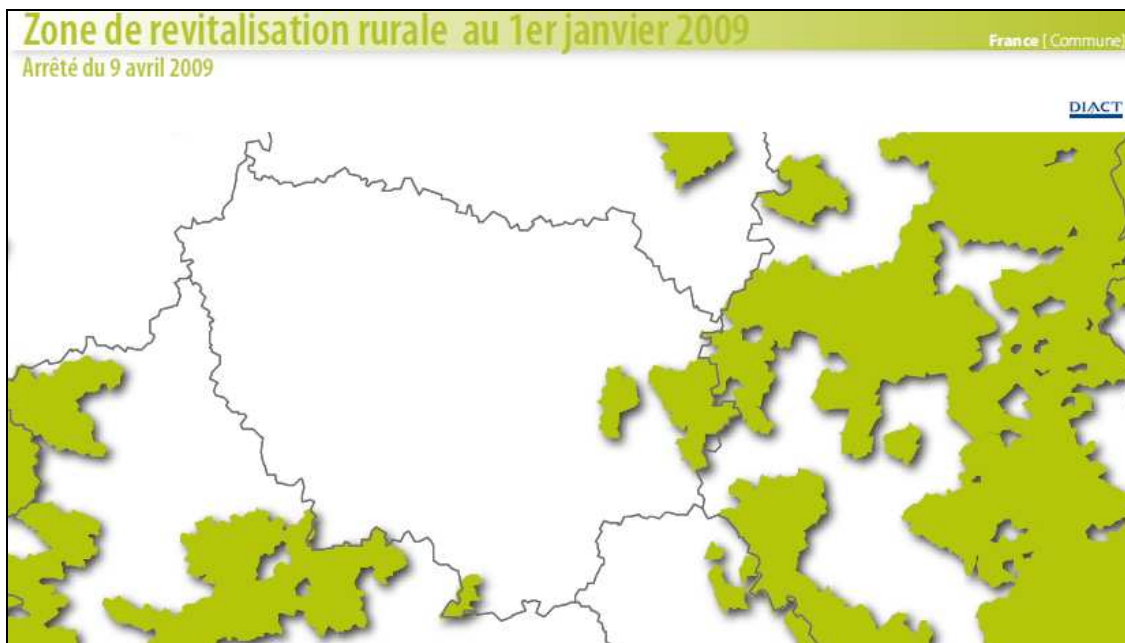 Zone de revitalisation rurale au 1er janvier 2009
France [ Commune]
Arrêté du 9 avril 2009
DIACT